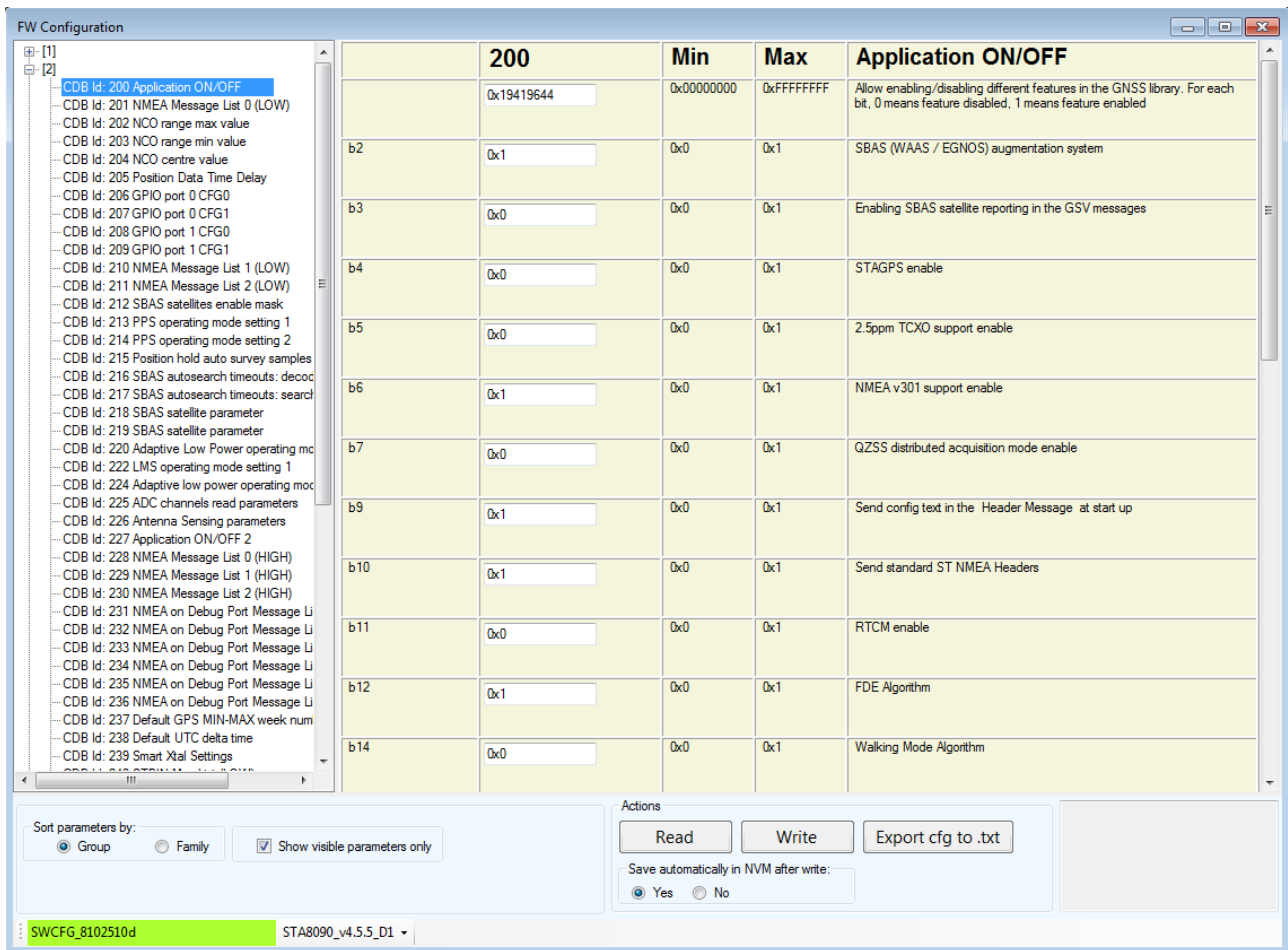 FW Configuration
[1]
[2]
CDB Id: 200 Application ON/OFF
CDB Id: 201 NMEA Message List 0 (LOW)
CDB Id: 202 NCO range max value
CDB Id: 203 NCO range min value
CDB Id: 204 NCO centre value
CDB Id: 205 Position Data Time Delay
CDB Id: 206 GPIO port 0 CFG0
CDB Id: 207 GPIO port 0 CFG1
CDB Id: 208 GPIO port 1 CFG0
CDB Id: 209 GPIO port 1 CFG1
CDB Id: 210 NMEA Message List 1 (LOW)
CDB Id: 211 NMEA Message List 2 (LOW)
CDB Id: 212 SBAS satellites enable mask
CDB Id: 213 PPS operating mode setting 1
CDB Id: 214 PPS operating mode setting 2
CDB Id: 215 Position hold auto survey samples
CDB Id: 216 SBAS autosearch timeouts: decod
CDB Id: 217 SBAS autosearch timeouts: search
CDB Id: 218 SBAS satellite parameter
CDB Id: 219 SBAS satellite parameter
CDB Id: 220 Adaptive Low Power operating mo
CDB Id: 222 LMS operating mode setting 1
CDB Id: 224 Adaptive low power operating mod
CDB Id: 225 ADC channels read parameters
CDB Id: 226 Antenna Sensing parameters
CDB Id: 227 Application ON/OFF 2
CDB Id: 228 NMEA Message List 0 (HIGH)
CDB Id: 229 NMEA Message List 1 (HIGH)
CDB Id: 230 NMEA Message List 2 (HIGH)
CDB Id: 231 NMEA on Debug Port Message Li
CDB Id: 232 NMEA on Debug Port Message Li
CDB Id: 233 NMEA on Debug Port Message Li
CDB Id: 234 NMEA on Debug Port Message Li
CDB Id: 235 NMEA on Debug Port Message Li
CDB Id: 236 NMEA on Debug Port Message Li
CDB Id: 237 Default GPS MIN-MAX week num
CDB Id: 238 Default UTC delta time
CDB Id: 239 Smart Xtal Settings
200 Min Max Application ON/OFF
0x19419644 0x00000000 0xFFFFFFFF Allow enabling/disabling different features in the GNSS library. For each
bit, 0 means feature disabled, 1 means feature enabled
b2 0x1 0x0 0x1 SBAS (WAAS / EGNOS) augmentation system
b3 0x0 0x0 0x1 Enabling SBAS satellite reporting in the GSV messages
b4 0x0 0x0 0x1 STAGPS enable
b5 0x0 0x0 0x1 2.5ppm TCXO support enable
b6 0x1 0x0 0x1 NMEA v301 support enable
b7 0x0 0x0 0x1 QZSS distributed acquisition mode enable
b9 0x1 0x0 0x1 Send config text in the Header Message at start up
b10 0x1 0x0 0x1 Send standard ST NMEA Headers
b11 0x0 0x0 0x1 RTCM enable
b12 0x1 0x0 0x1 FDE Algorithm
b14 0x0 0x0 0x1 Walking Mode Algorithm
Sort parameters by:
Group Family Show visible parameters only
Actions
Read Write Export cfg to .txt
Save automatically in NVM after write:
Yes No
SWCFG_8102510d STA8090_v4.5.5_D1